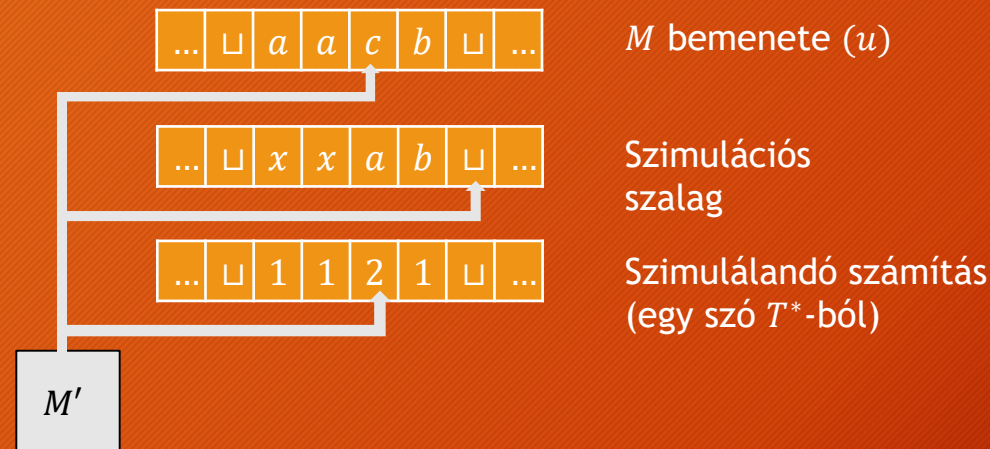 … ⊔ a a c b ⊔ …
M bemenete (u)
… ⊔ x x a b ⊔ …
Szimulációs
szalag
… ⊔ 1 1 2 1 ⊔ …
Szimulálandó számítás
(egy szó T*-ból)
M′